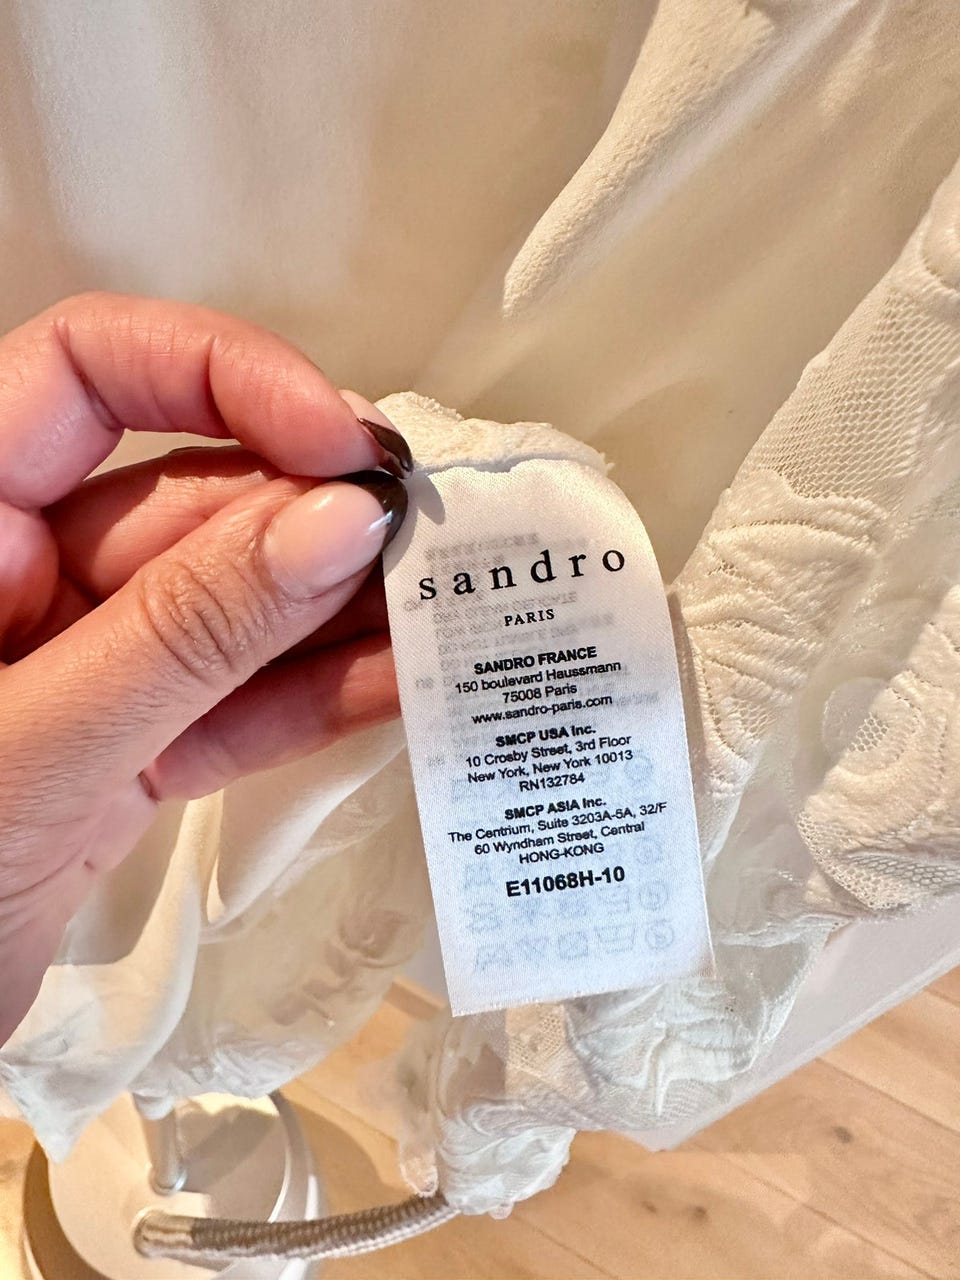 sandro
PARIS
SANDRO FRANCE
150 boulevard Haussmann
75008 Paris
www.sandro-paris.com
SMCP USA Inc.
10 Crosby Street, 3rd Floor
New York, New York 10013
RN132784
SMCP ASIA Inc.
The Centrium, Suite 3203A-5A, 32/F
60 Wyndham Street, Central
HONG-KONG
E11068H-10